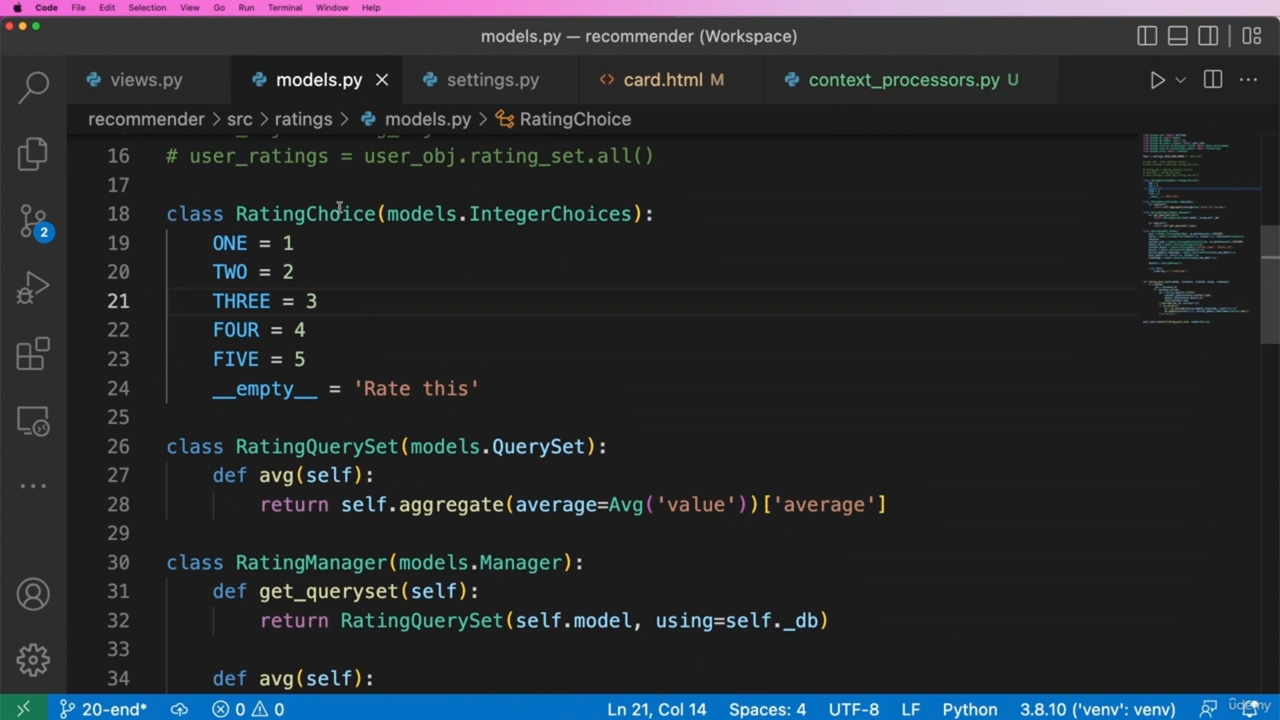 Code File Edit Selection View Go Run Terminal Window Help
models.py — recommender (Workspace)
views.py models.py settings.py card.html M context_processors.py U
recommender > src > ratings > models.py > RatingChoice
16 # user_ratings = user_obj.rating_set.all()
17
18 class RatingChoice(models.IntegerChoices):
19 ONE = 1
20 TWO = 2
21 THREE = 3
22 FOUR = 4
23 FIVE = 5
24 __empty__ = 'Rate this'
25
26 class RatingQuerySet(models.QuerySet):
27 def avg(self):
28 return self.aggregate(average=Avg('value'))['average']
29
30 class RatingManager(models.Manager):
31 def get_queryset(self):
32 return RatingQuerySet(self.model, using=self._db)
33
34 def avg(self):
2
20-end* 0 0 Ln 21, Col 14 Spaces: 4 UTF-8 LF Python 3.8.10 ('venv': venv)
udemy